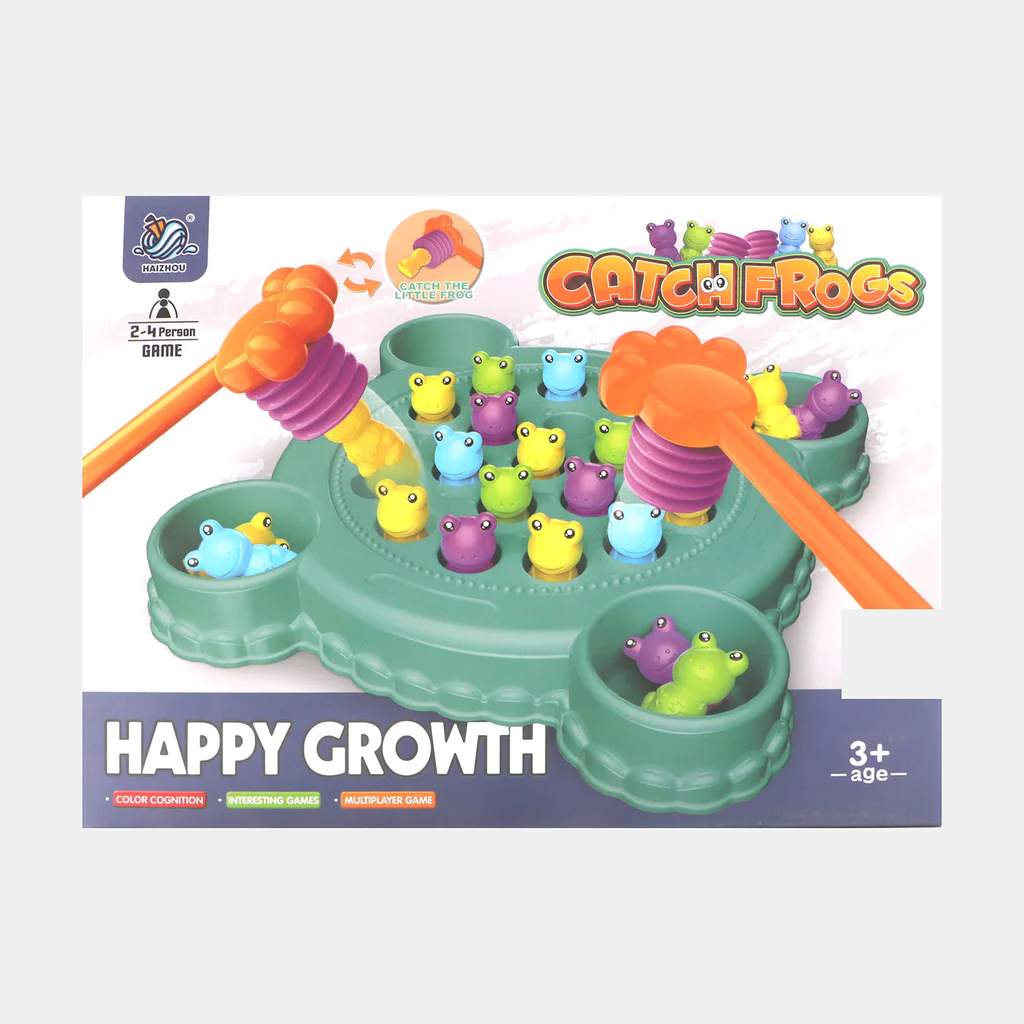 HAIZHOU
®
2-4 Person
GAME
CATCH THE
LITTLE FROG
CATCH FROGS
HAPPY GROWTH
• COLOR COGNITION • INTERESTING GAMES • MULTIPLAYER GAME
3+
age